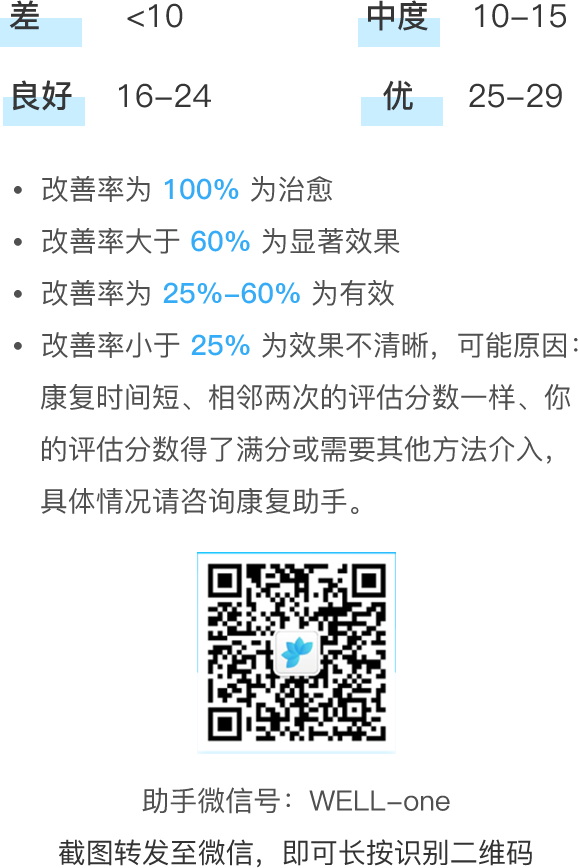 差 <10 中度 10-15
良好 16-24 优 25-29
• 改善率为 100% 为治愈
• 改善率大于 60% 为显著效果
• 改善率为 25%-60% 为有效
• 改善率小于 25% 为效果不清晰，可能原因：
康复时间短、相邻两次的评估分数一样、你
的评估分数得了满分或需要其他方法介入，
具体情况请咨询康复助手。
助手微信号：WELL-one
截图转发至微信，即可长按识别二维码